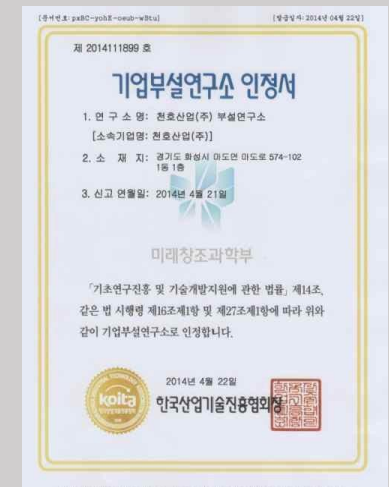 [발급일자: 2014년 04월 22일]
제 2014111899 호
기업부설연구소 인정서
1. 연 구 소 명: 천호산업(주) 부설연구소
[소속기업명: 천호산업(주)]
2. 소 재 지: 경기도 화성시 마도면 마도로 574-102
1동 1층
3. 신고 연월일: 2014년 4월 21일
미래창조과학부
「기초연구진흥 및 기술개발지원에 관한 법률」제14조,
같은 법 시행령 제16조제1항 및 제27조제1항에 따라 위와
같이 기업부설연구소로 인정합니다.
2014년 4월 22일
koita
한국산업기술진흥협회장